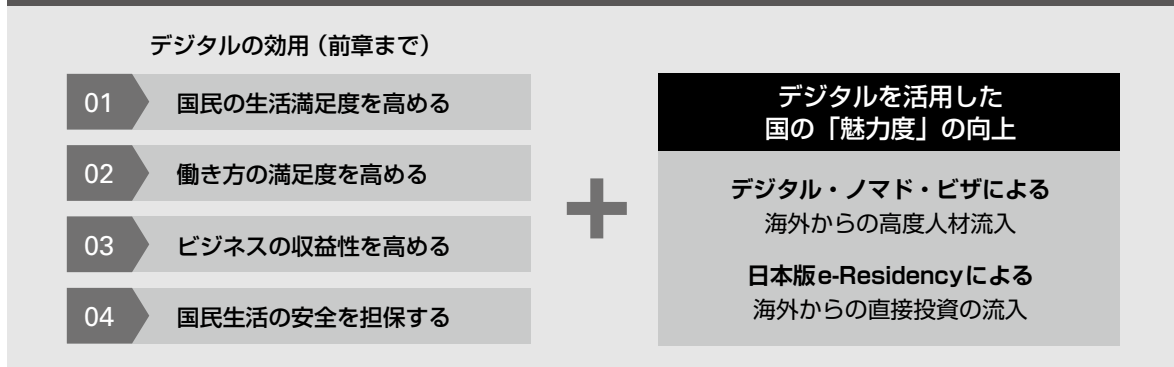 デジタルの効用（前章まで）
01 国民の生活満足度を高める
02 働き方の満足度を高める
03 ビジネスの収益性を高める
04 国民生活の安全を担保する
デジタルを活用した
国の「魅力度」の向上
デジタル・ノマド・ビザによる
海外からの高度人材流入
日本版e-Residencyによる
海外からの直接投資の流入